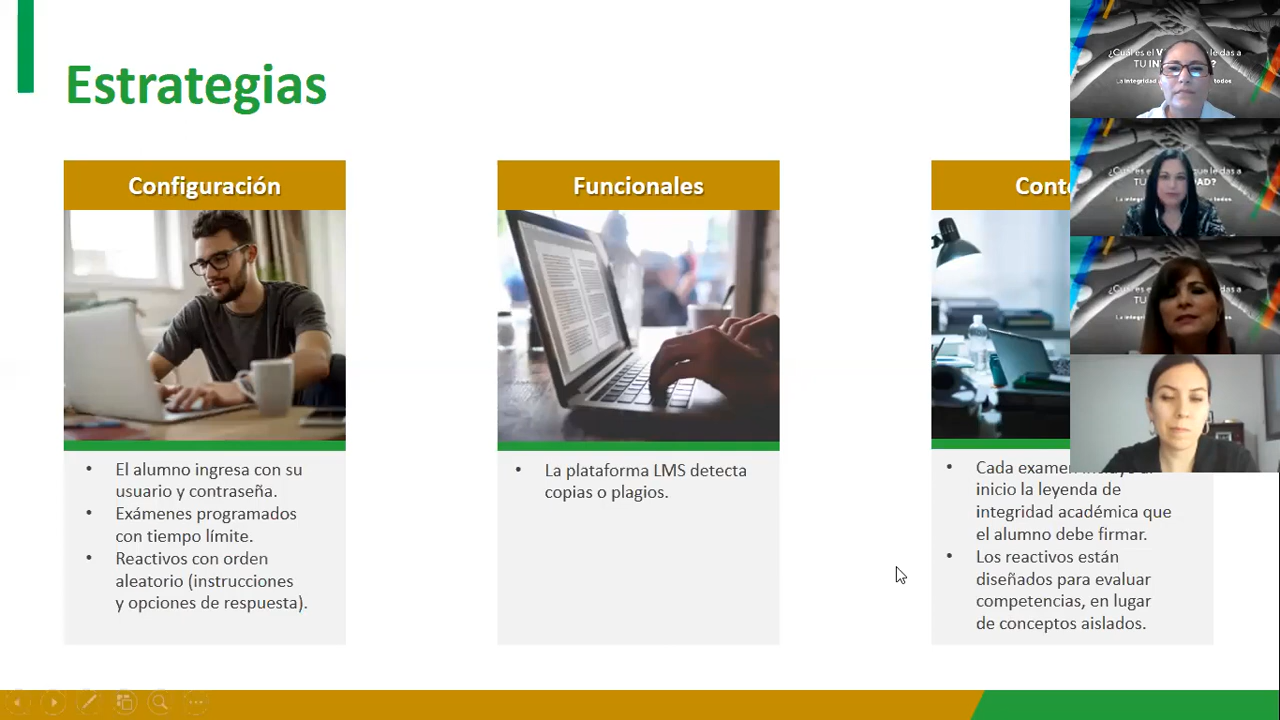 Estrategias
Configuración
Funcionales
El alumno ingresa con su
usuario y contraseña.
Exámenes programados
con tiempo límite.
Reactivos con orden
aleatorio (instrucciones
y opciones de respuesta).
La plataforma LMS detecta
copias o plagios.
Cada examen
inicio la leyenda de
integridad académica que
el alumno debe firmar.
Los reactivos están
diseñados para evaluar
competencias, en lugar
de conceptos aislados.